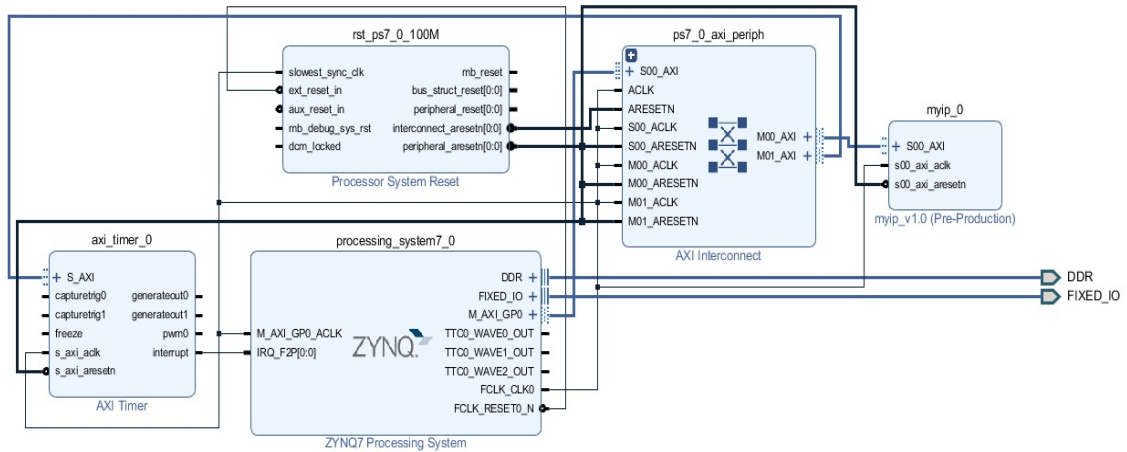 rst_ps7_0_100M
slowest_sync_clk
ext_reset_in
aux_reset_in
mb_debug_sys_rst
dcm_locked
mb_reset
bus_struct_reset[0:0]
peripheral_reset[0:0]
interconnect_aresetn[0:0]
peripheral_aresetn[0:0]
Processor System Reset
ps7_0_axi_periph
S00_AXI
ACLK
ARESETN
S00_ACLK
S00_ARESETN
M00_ACLK
M00_ARESETN
M01_ACLK
M01_ARESETN
M00_AXI
M01_AXI
AXI Interconnect
myip_0
S00_AXI
s00_axi_aclk
s00_axi_aresetn
myip_v1.0 (Pre-Production)
axi_timer_0
S_AXI
capturetrig0
capturetrig1
freeze
s_axi_aclk
s_axi_aresetn
generateout0
generateout1
pwm0
interrupt
AXI Timer
processing_system7_0
M_AXI_GP0_ACLK
IRQ_F2P[0:0]
ZYNQ.
DDR
FIXED_IO
M_AXI_GP0
TTC0_WAVE0_OUT
TTC0_WAVE1_OUT
TTC0_WAVE2_OUT
FCLK_CLK0
FCLK_RESET0_N
ZYNQ7 Processing System
DDR
FIXED_IO